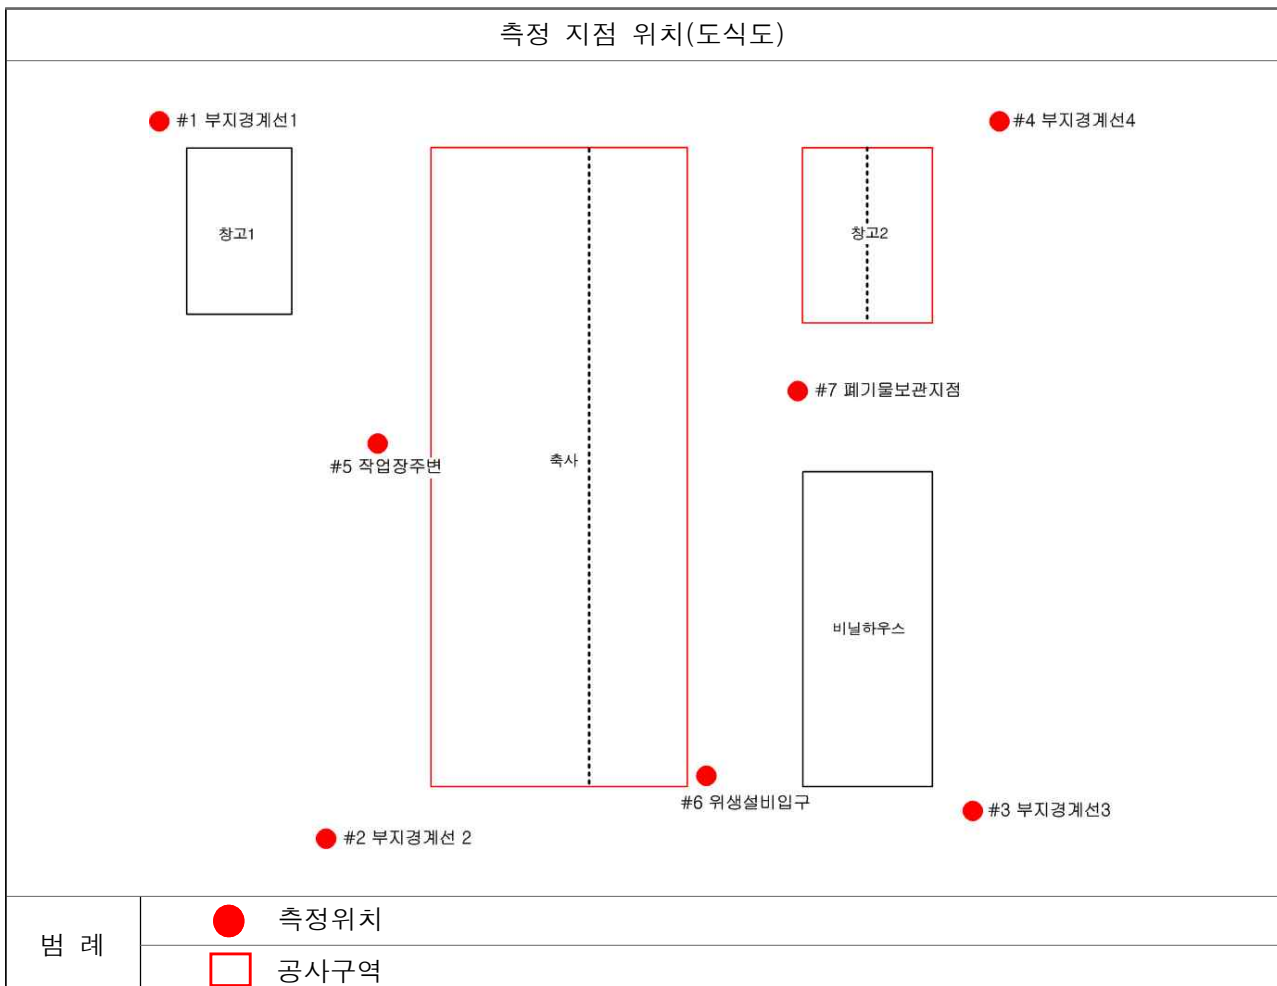 측정 지점 위치(도식도)
#1 부지경계선1
#4 부지경계선4
창고1
창고2
#7 폐기물보관지점
#5 작업장주변
축사
비닐하우스
#6 위생설비입구
#3 부지경계선3
#2 부지경계선 2
범 례
측정위치
공사구역